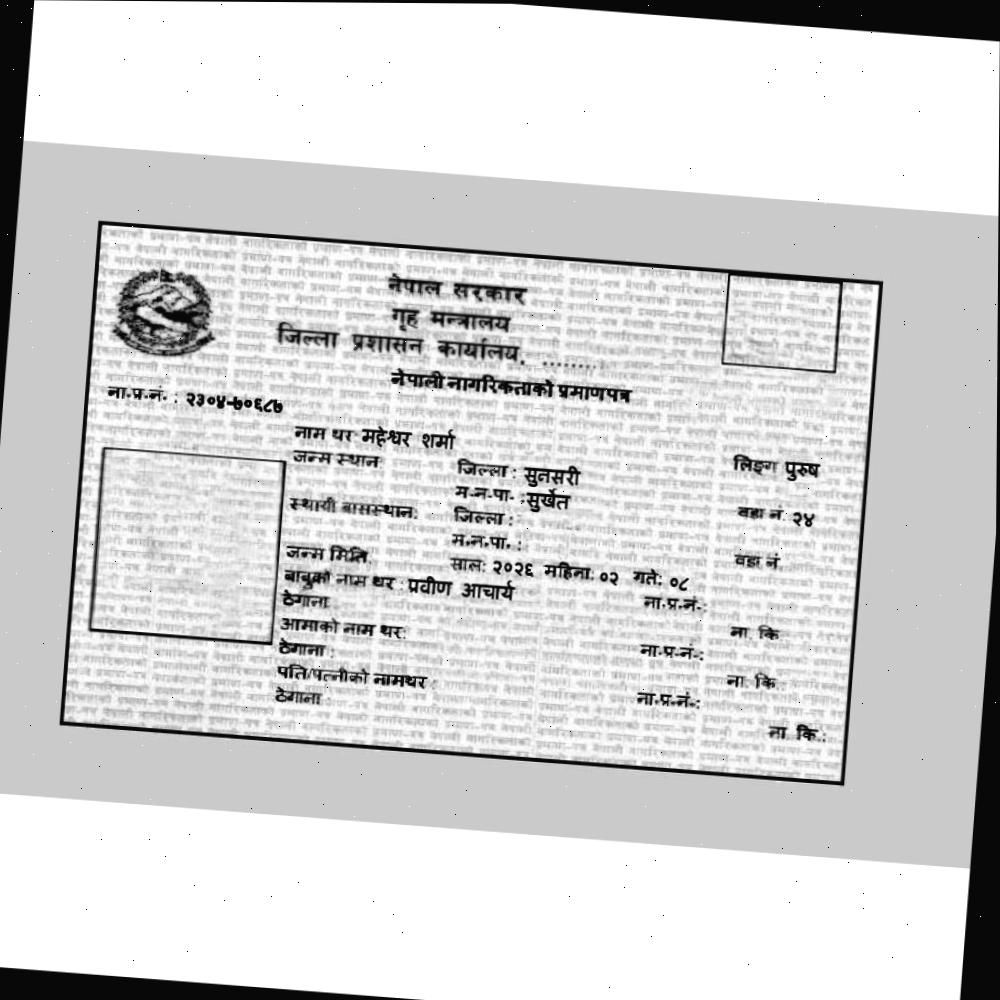 नेपाल सरकार
गृह मन्त्रालय
जिल्ला प्रशासन कार्यालय, ........
नेपाली नागरिकताको प्रमाणपत्र
ना.प्र.नं. : २३०४-७०६८७
नाम थर: महेश्वर शर्मा
लिङ्ग पुरुष
जन्म स्थान: जिल्ला : सुनसरी
म.न.पा. : सुर्खेत वडा नं. २४
स्थायी बासस्थान: जिल्ला :
म.न.पा. : वडा नं.
जन्म मिति: साल: २०२६ महिना: ०२ गते: ०८
बाबुको नाम थर : प्रवीण आचार्य ना.प्र.नं.:
ठेगाना : ना. कि.:
आमाको नाम थर: ना.प्र.नं.:
ठेगाना : ना. कि.:
पति/पत्नीको नामथर : ना.प्र.नं.:
ठेगाना : ना. कि.: